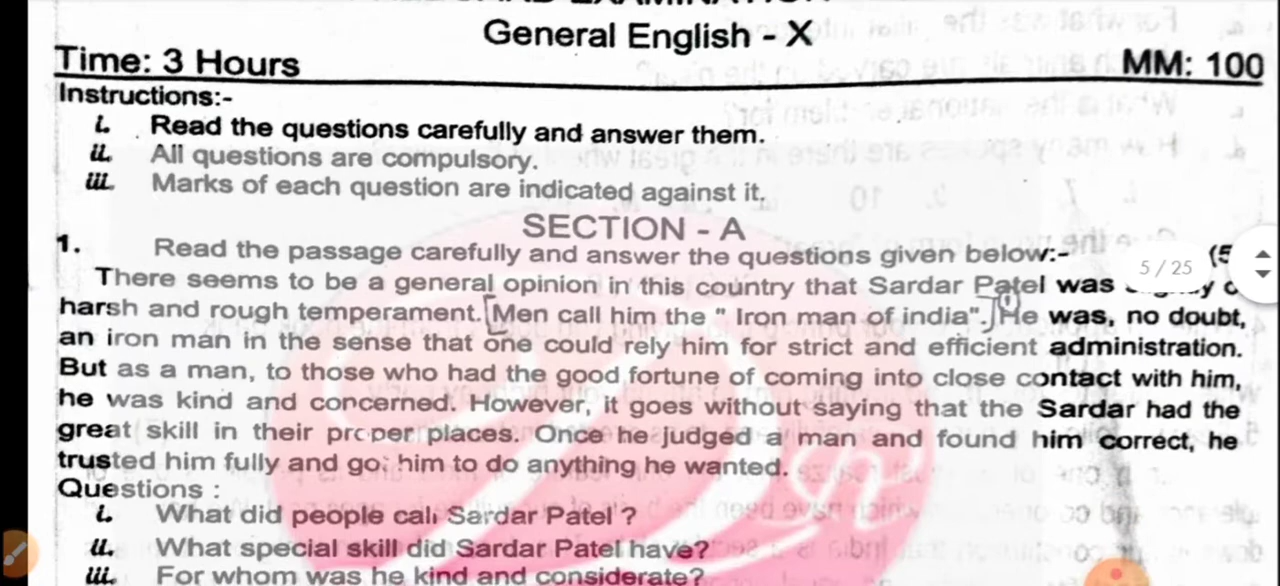 General English - X
Time: 3 Hours MM: 100
Instructions:-
i. Read the questions carefully and answer them.
ii. All questions are compulsory.
iii. Marks of each question are indicated against it.
SECTION - A
1. Read the passage carefully and answer the questions given below:- (5
5 / 25
There seems to be a general opinion in this country that Sardar Patel was
harsh and rough temperament. [Men call him the " Iron man of india".] He was, no doubt,
an iron man in the sense that one could rely him for strict and efficient administration.
But as a man, to those who had the good fortune of coming into close contact with him,
he was kind and concerned. However, it goes without saying that the Sardar had the
great skill in their proper places. Once he judged a man and found him correct, he
trusted him fully and got him to do anything he wanted.
Questions :
i. What did people call Sardar Patel ?
ii. What special skill did Sardar Patel have?
iii. For whom was he kind and considerate?